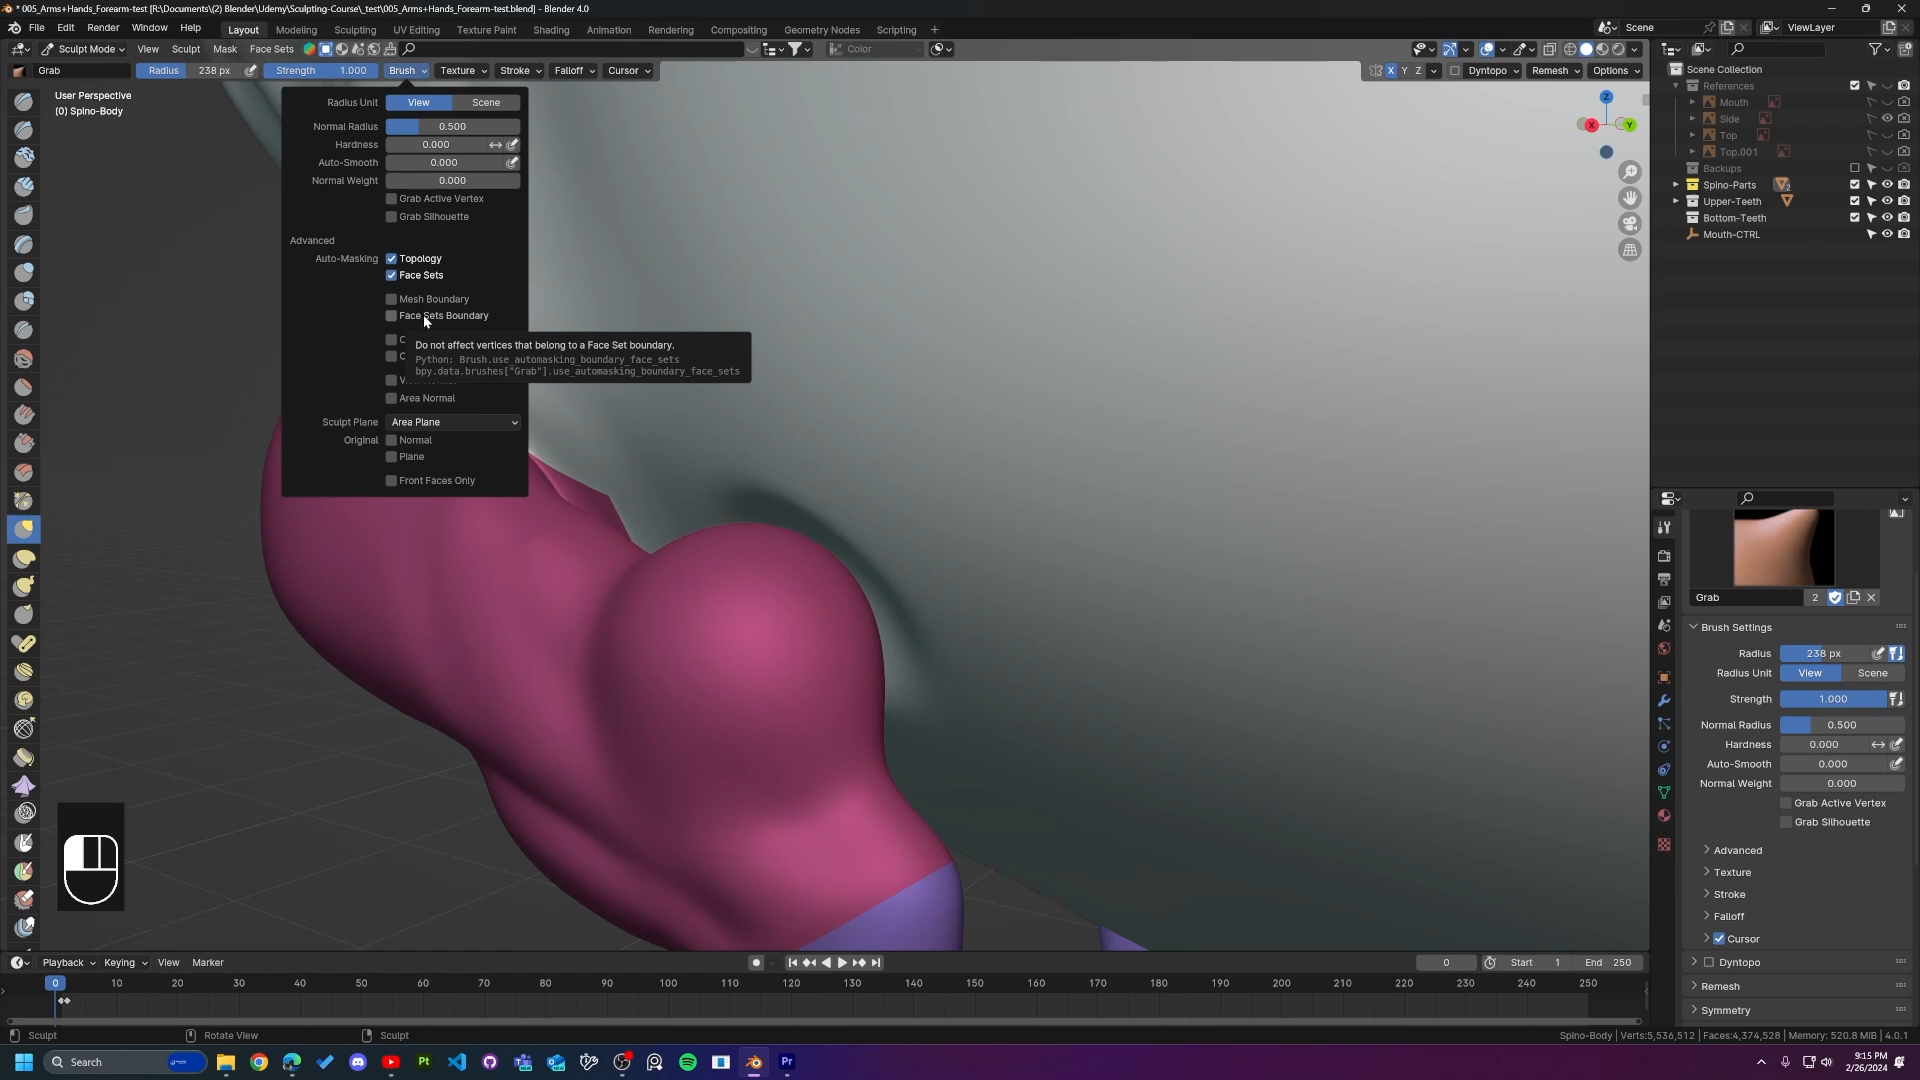 * 005_Arms+Hands_Forearm-test [R:\Documents\(2) Blender\Udemy\Sculpting-Course\_test\005_Arms+Hands_Forearm-test.blend] - Blender 4.0
File Edit Render Window Help Layout Modeling Sculpting UV Editing Texture Paint Shading Animation Rendering Compositing Geometry Nodes Scripting + Scene ViewLayer
Sculpt Mode View Sculpt Mask Face Sets Color
Grab Radius 238 px Strength 1.000 Brush Texture Stroke Falloff Cursor X Y Z Dyntopo Remesh Options
User Perspective
(0) Spino-Body
Radius Unit View Scene
Normal Radius 0.500
Hardness 0.000
Auto-Smooth 0.000
Normal Weight 0.000
Grab Active Vertex
Grab Silhouette
Advanced
Auto-Masking Topology
Face Sets
Mesh Boundary
Face Sets Boundary
Do not affect vertices that belong to a Face Set boundary.
Python: Brush.use_automasking_boundary_face_sets
bpy.data.brushes["Grab"].use_automasking_boundary_face_sets
Area Normal
Sculpt Plane Area Plane
Original Normal
Plane
Front Faces Only
Z
X Y
Scene Collection
References
Mouth
Side
Top
Top.001
Backups
Spino-Parts 2
Upper-Teeth
Bottom-Teeth
Mouth-CTRL
Grab 2
Brush Settings
Radius 238 px
Radius Unit View Scene
Strength 1.000
Normal Radius 0.500
Hardness 0.000
Auto-Smooth 0.000
Normal Weight 0.000
Grab Active Vertex
Grab Silhouette
Advanced
Texture
Stroke
Falloff
Cursor
Dyntopo
Remesh
Symmetry
Playback Keying View Marker 0 Start 1 End 250
0 10 20 30 40 50 60 70 80 90 100 110 120 130 140 150 160 170 180 190 200 210 220 230 240 250
Sculpt Rotate View Sculpt Spino-Body | Verts:5,536,512 | Faces:4,374,528 | Memory: 520.8 MiB | 4.0.1
Search Pt NEW NEW Pr 9:15 PM
2/26/2024